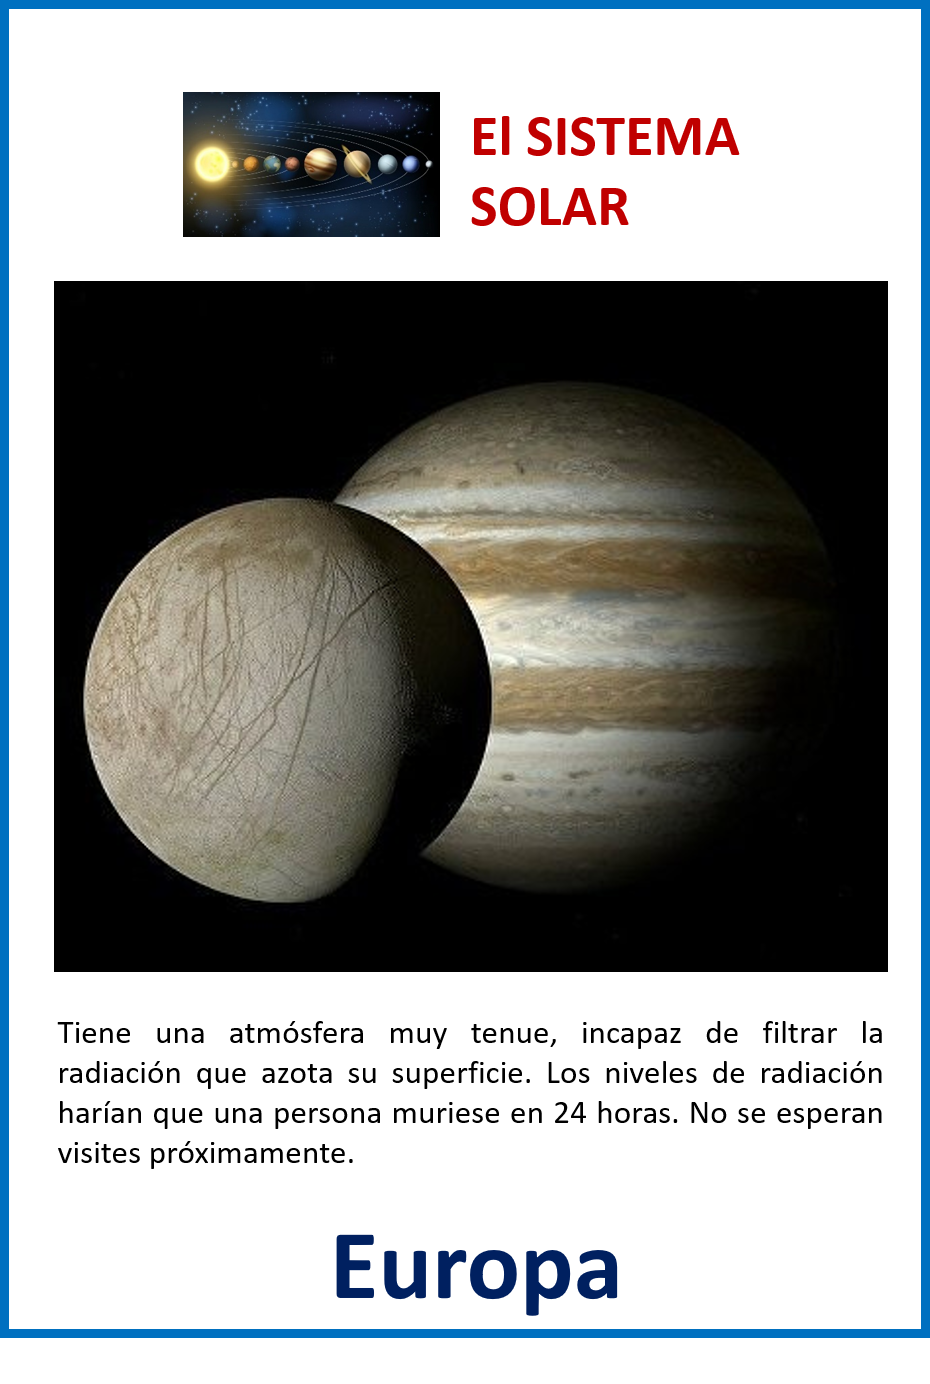 El SISTEMA
SOLAR
Tiene una atmósfera muy tenue, incapaz de filtrar la
radiación que azota su superficie. Los niveles de radiación
harían que una persona muriese en 24 horas. No se esperan
visites próximamente.
Europa